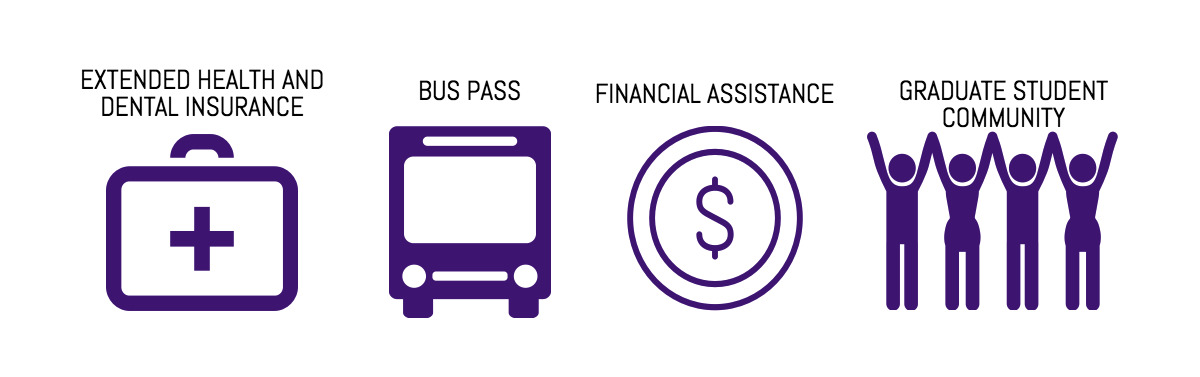 EXTENDED HEALTH AND
DENTAL INSURANCE
BUS PASS
FINANCIAL ASSISTANCE
GRADUATE STUDENT
COMMUNITY
$